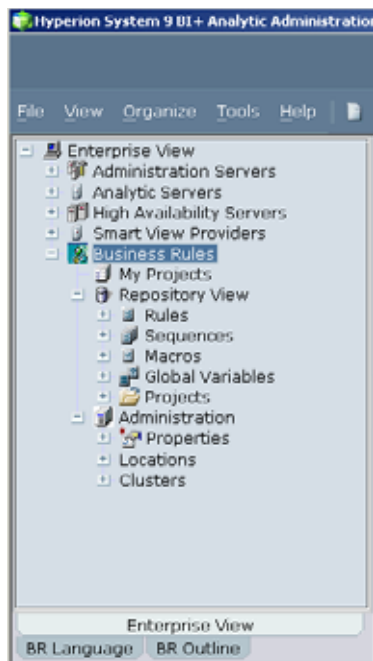 Hyperion System 9 BI+ Analytic Administration
File View Organize Tools Help
Enterprise View
Administration Servers
Analytic Servers
High Availability Servers
Smart View Providers
Business Rules
My Projects
Repository View
Rules
Sequences
Macros
Global Variables
Projects
Administration
Properties
Locations
Clusters
Enterprise View
BR Language BR Outline